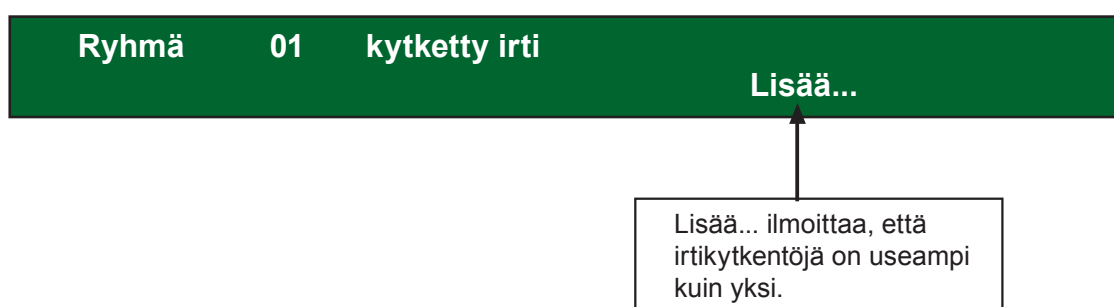 Ryhmä 01 kytketty irti
Lisää...
Lisää... ilmoittaa, että
irtikytkentöjä on useampi
kuin yksi.